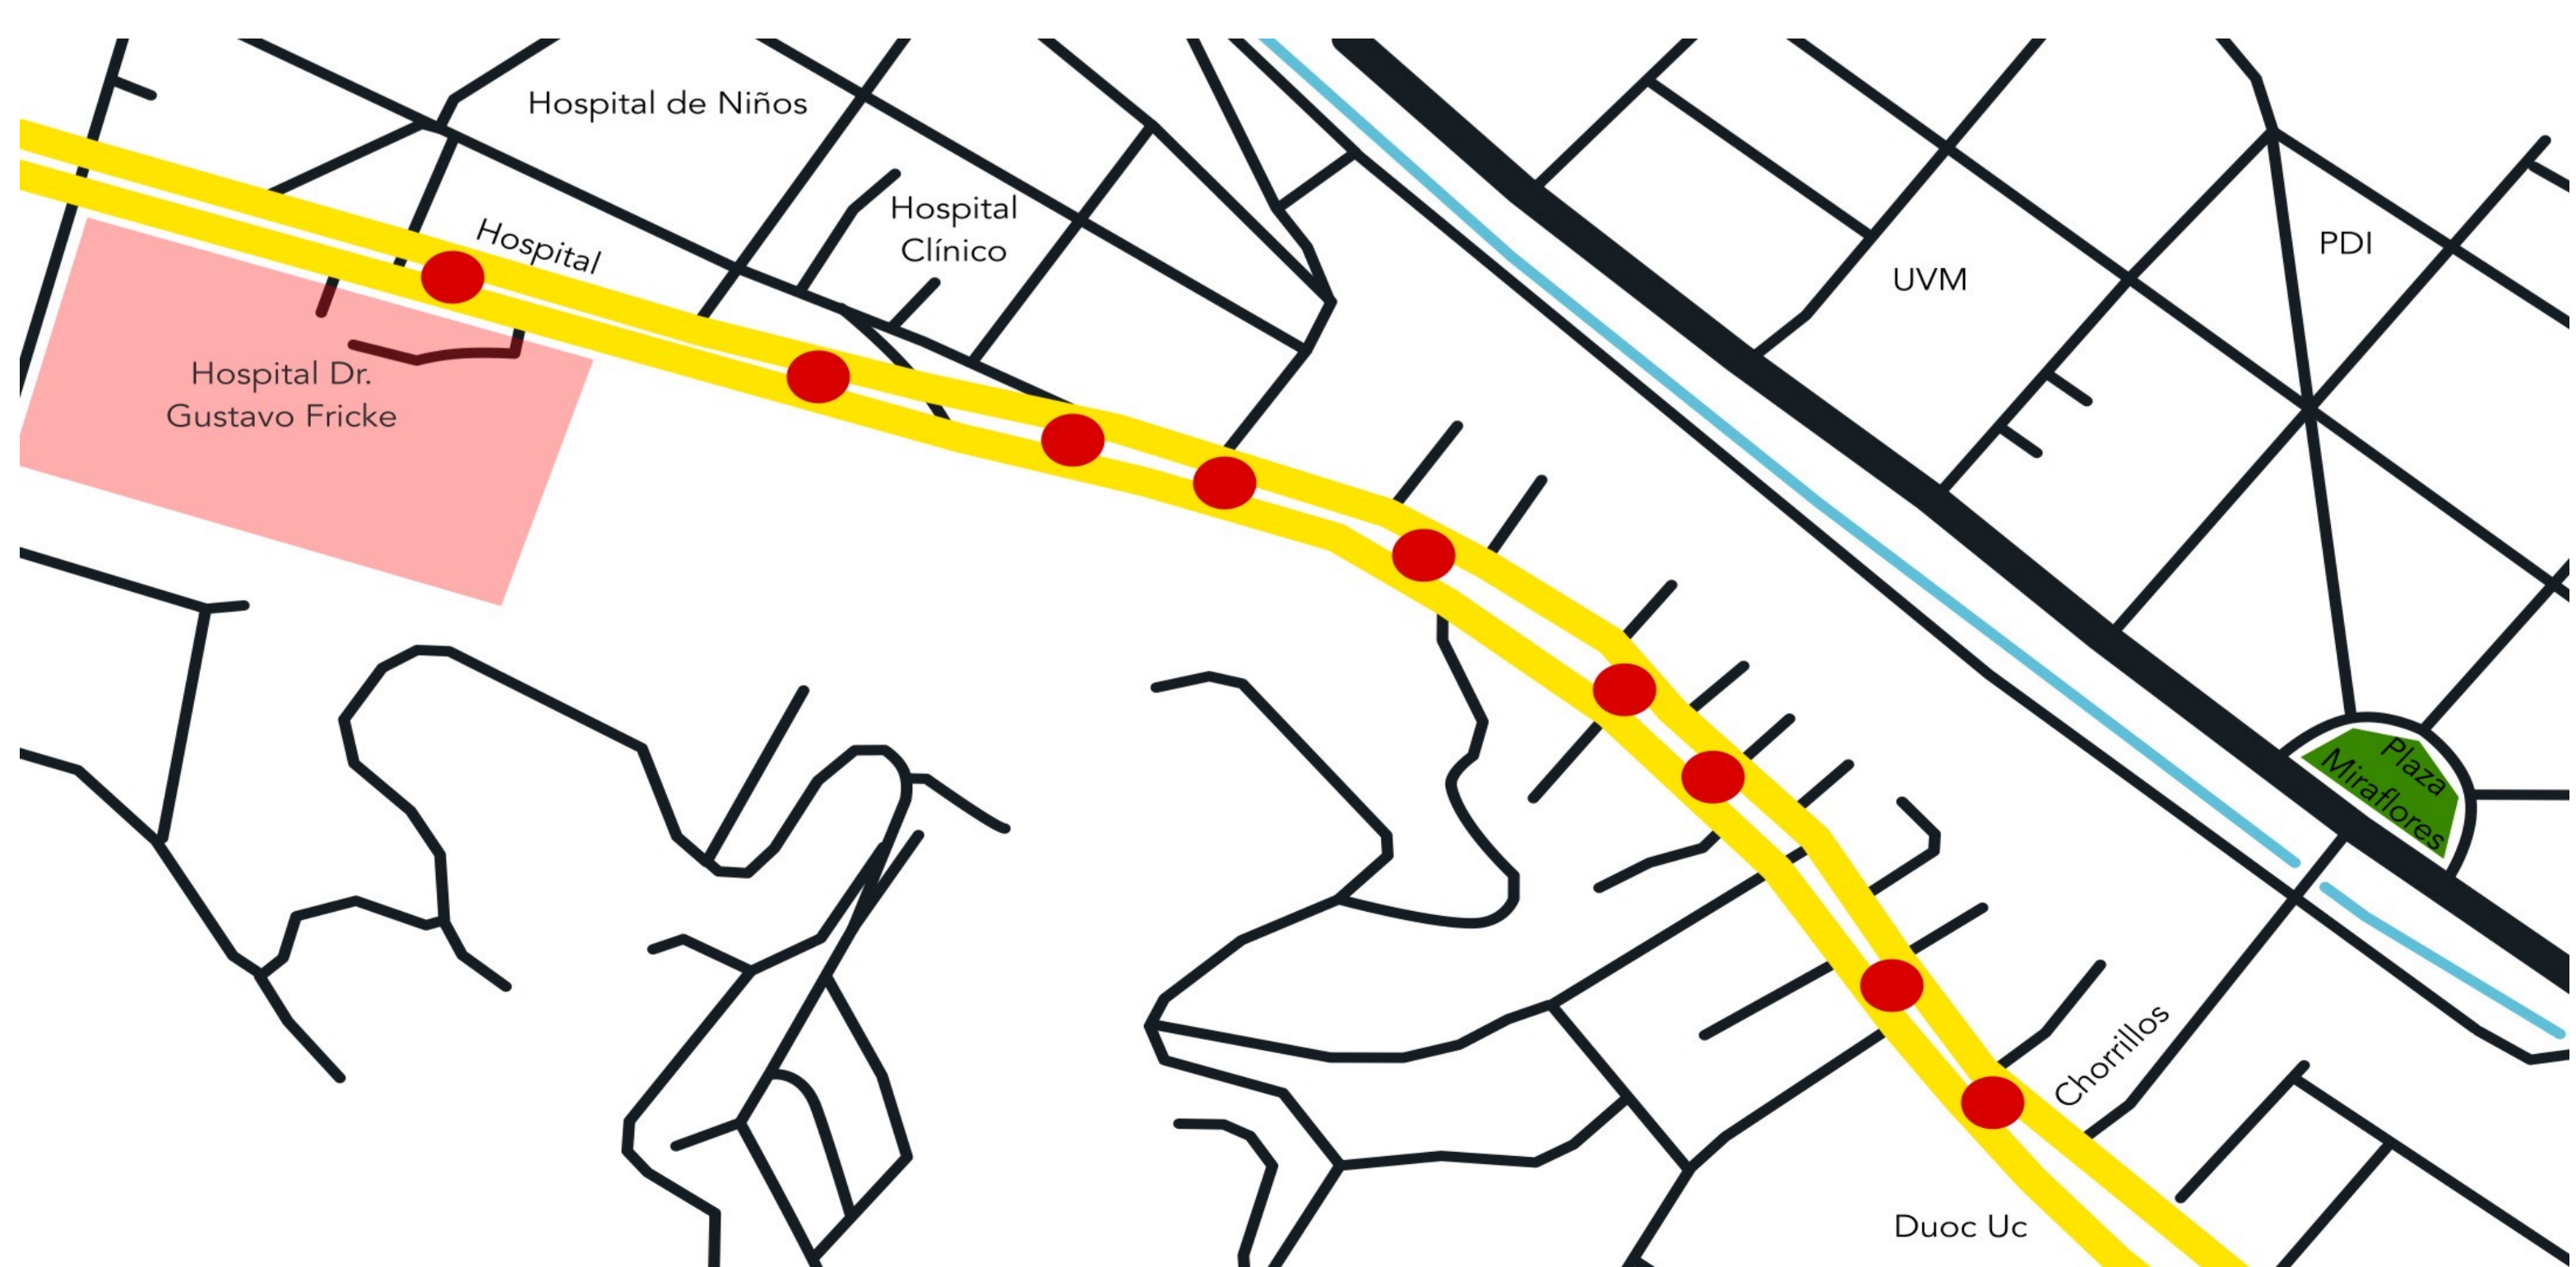 Hospital de Niños
Hospital
Clínico
Hospital
PDI
UVM
Hospital Dr.
Gustavo Fricke
Plaza
Miraflores
Chorrillos
Duoc Uc